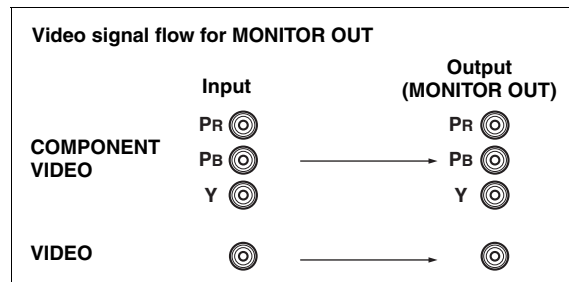 Video signal flow for MONITOR OUT
Input
Output
(MONITOR OUT)
COMPONENT
VIDEO
PR
PR
PB
PB
Y
Y
VIDEO